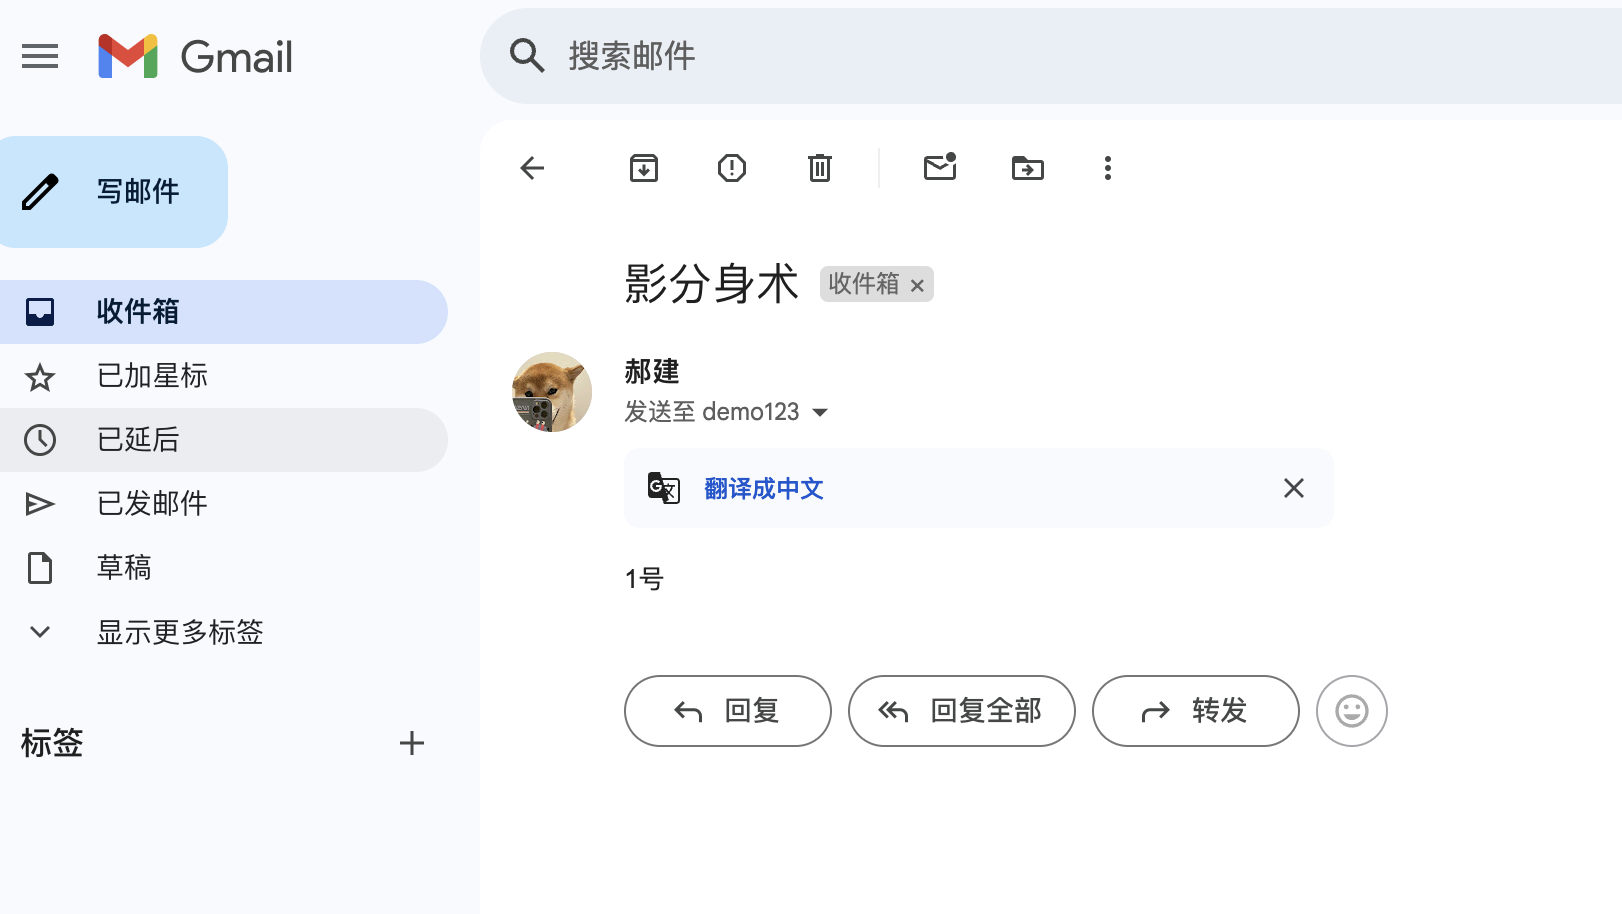 Gmail
搜索邮件
写邮件
收件箱
已加星标
已延后
已发邮件
草稿
显示更多标签
标签
影分身术 收件箱
郝建
发送至 demo123
翻译成中文
1号
回复 回复全部 转发